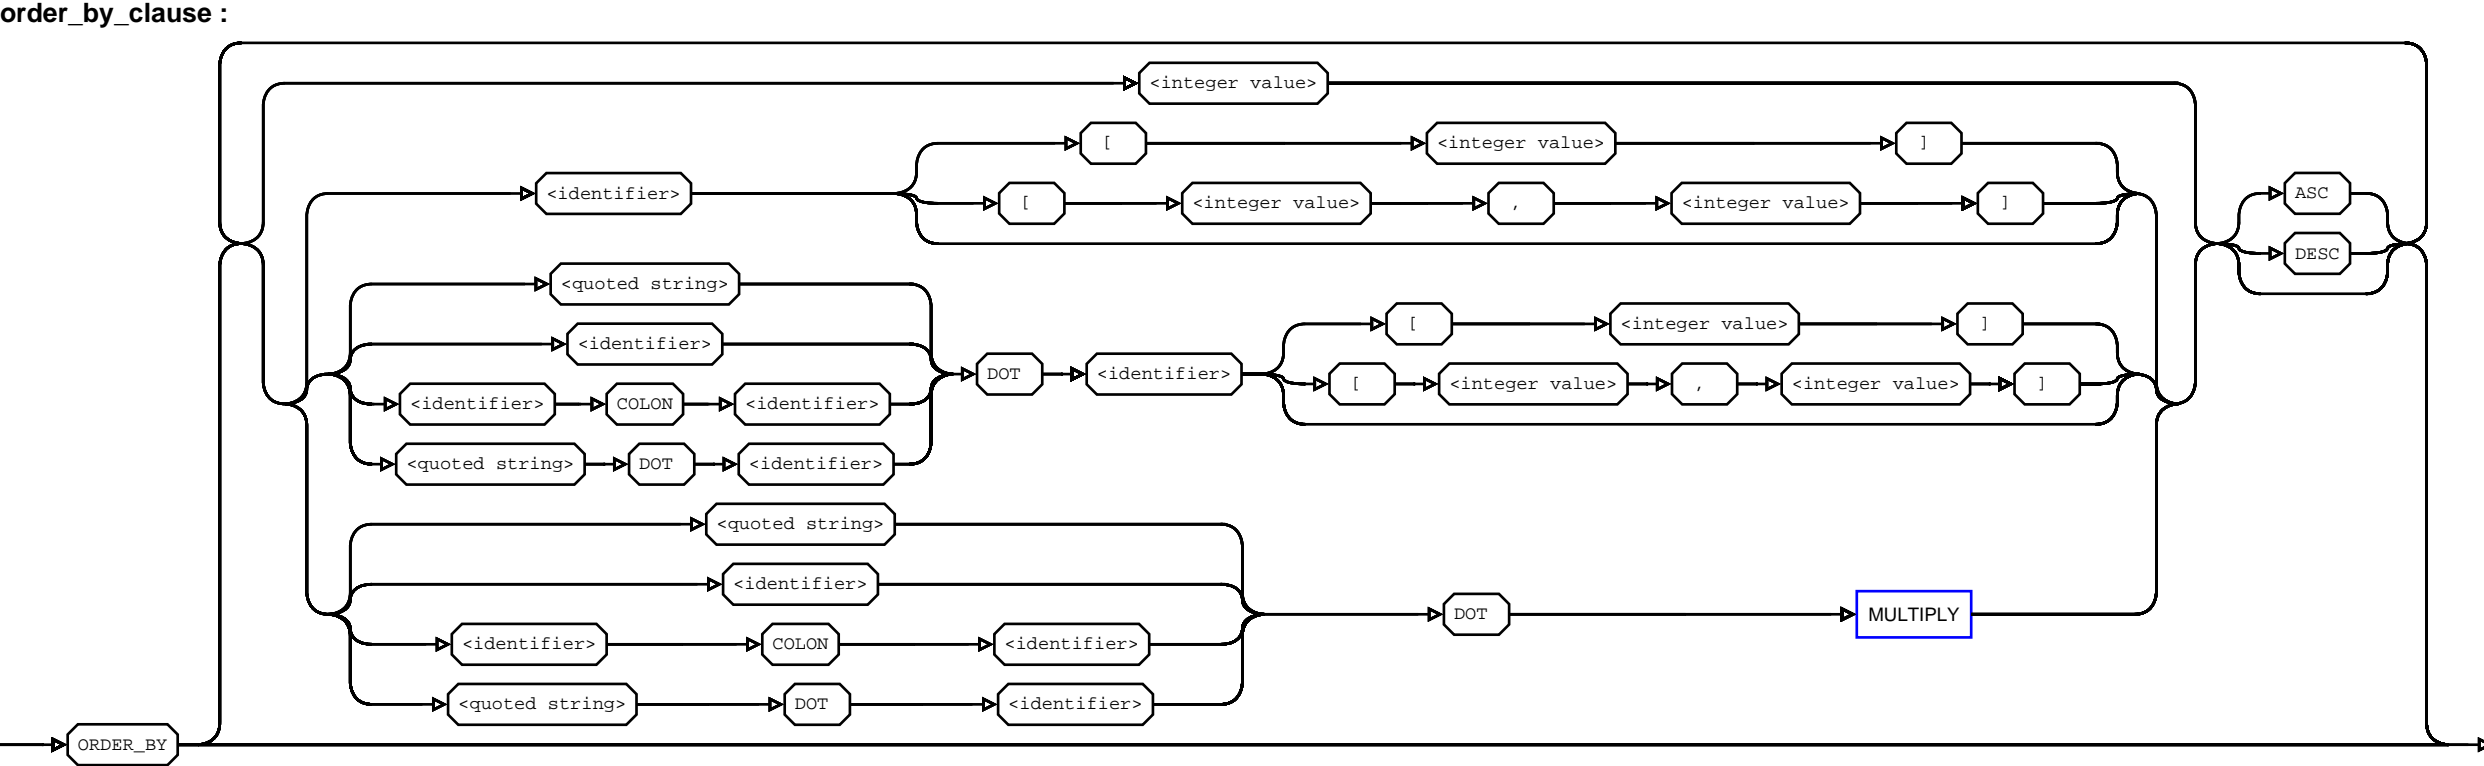 order_by_clause :
<integer value>
[ <integer value> ]
<identifier>
[ <integer value> , <integer value> ]
ASC
DESC
<quoted string>
<identifier>
[ <integer value> ]
DOT <identifier>
[ <integer value> , <integer value> ]
<identifier> COLON <identifier>
<quoted string> DOT <identifier>
<quoted string>
<identifier>
DOT MULTIPLY
<identifier> COLON <identifier>
<quoted string> DOT <identifier>
ORDER_BY